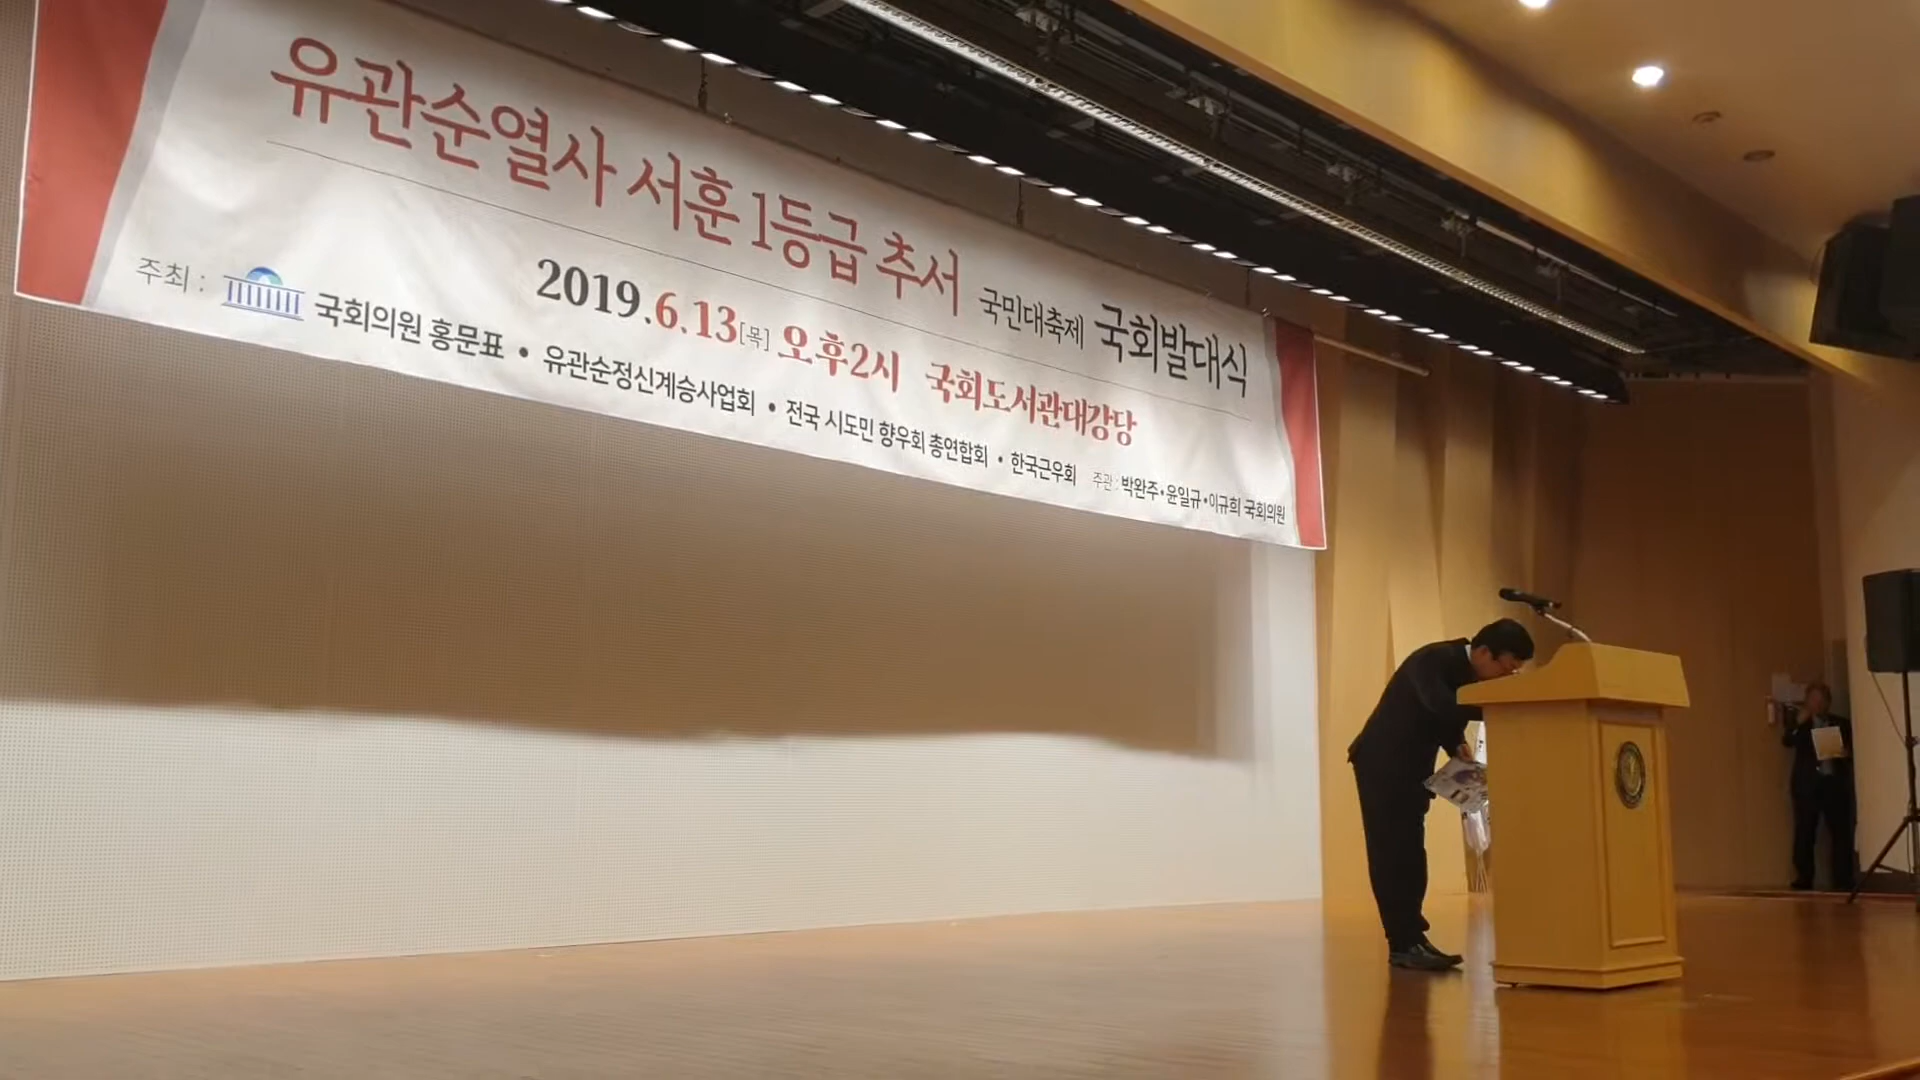 유관순열사 서훈 1등급 추서 국민대축제 국회발대식
2019.6.13[목] 오후2시 국회도서관대강당
주최 : 국회의원 홍문표 • 유관순정신계승사업회 • 전국 시도민 향우회 총연합회 • 한국근우회 주관 : 박완주•윤일규•이규희 국회의원